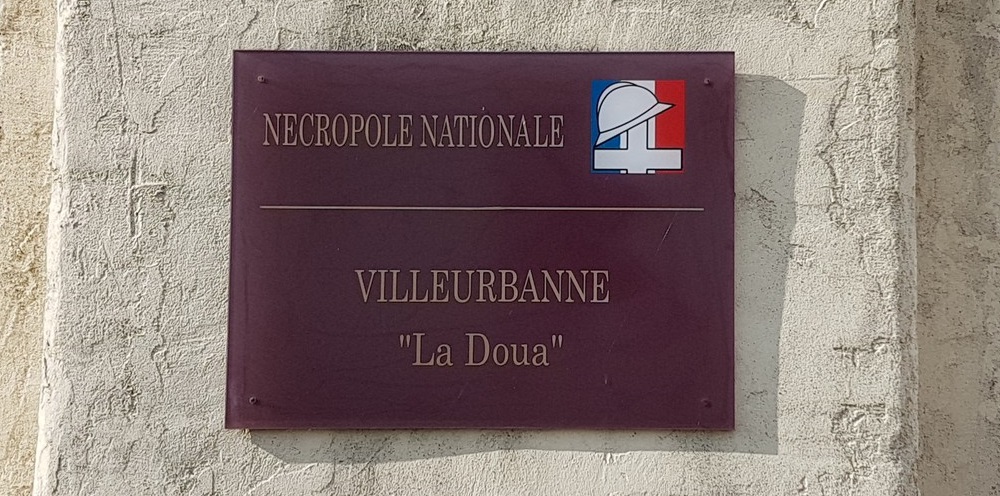 NECROPOLE NATIONALE
VILLEURBANNE
"La Doua"